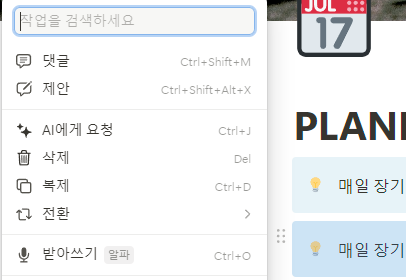 작업을 검색하세요
댓글 Ctrl+Shift+M
제안 Ctrl+Shift+Alt+X
AI에게 요청 Ctrl+J
삭제 Del
복제 Ctrl+D
전환
받아쓰기 알파 Ctrl+O
JUL
17
PLAN
매일 장기
매일 장기